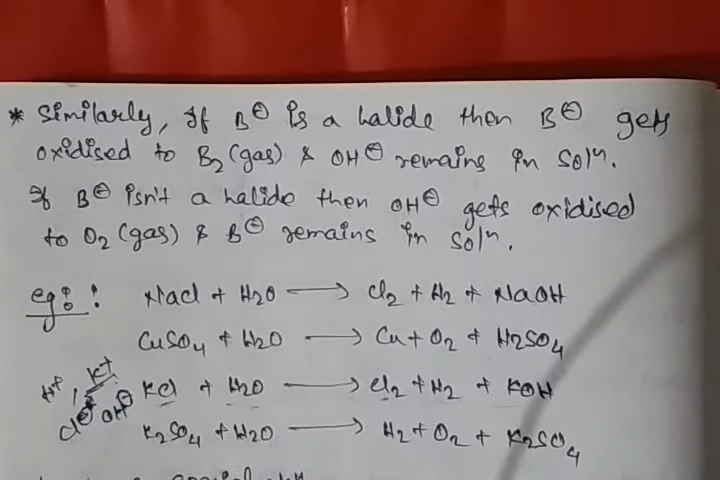 * Similarly, If B⊖ is a halide then B⊖ gets
oxidised to B₂ (gas) & OH⊖ remains in Solⁿ.
If B⊖ isn't a halide then OH⊖ gets oxidised
to O₂ (gas) & B⊖ remains in Solⁿ.
eg:! NaCl + H₂O ⟶ Cl₂ + H₂ + NaOH
CuSO₄ + H₂O ⟶ Cu + O₂ + H₂SO₄
H⁺, K⁺ KCl + H₂O ⟶ Cl₂ + H₂ + KOH
Cl⊖ OH⊖ K₂SO₄ + H₂O ⟶ H₂ + O₂ + K₂SO₄